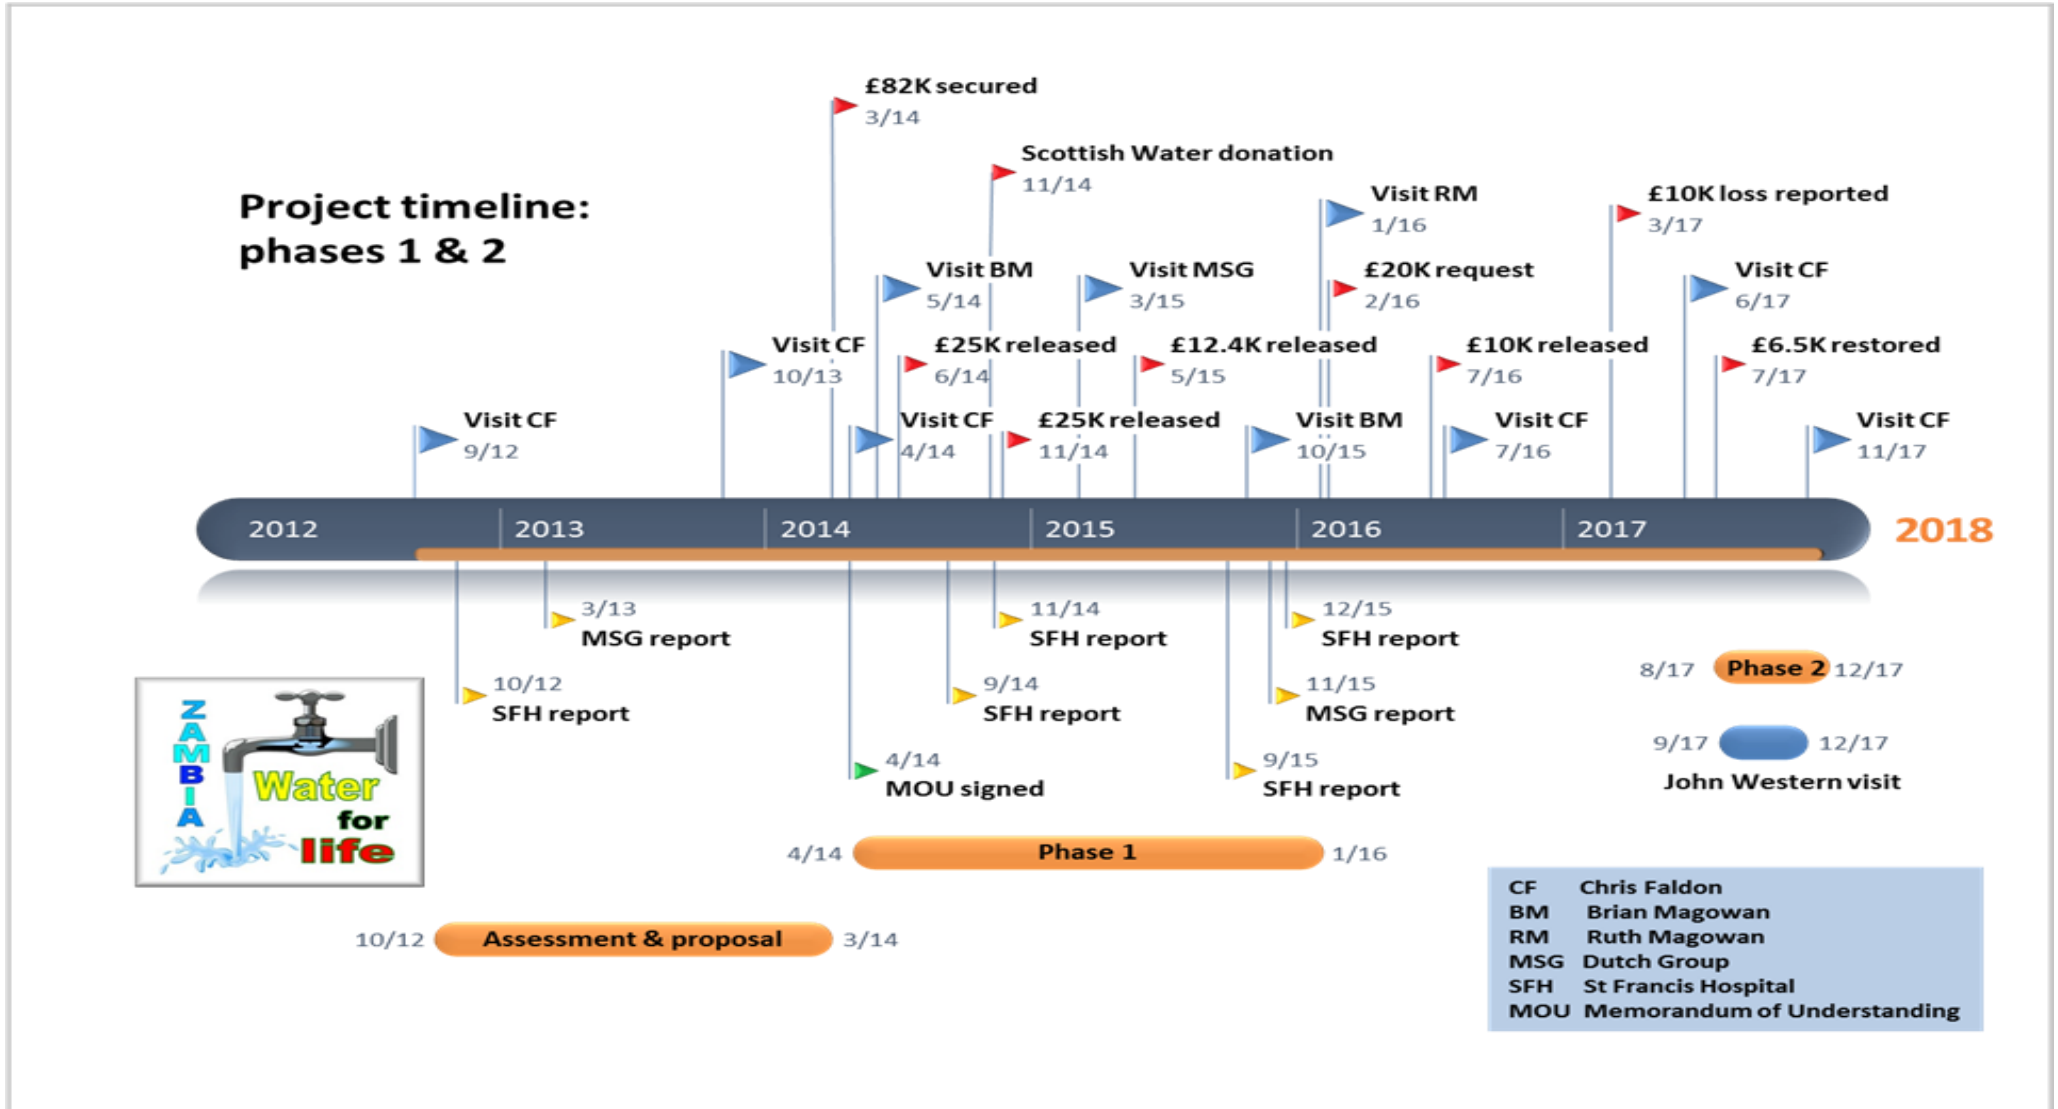 £82K secured
3/14
Scottish Water donation
11/14
Project timeline:
phases 1 & 2
Visit RM
1/16
£10K loss reported
3/17
Visit BM
5/14
Visit MSG
3/15
£20K request
2/16
Visit CF
6/17
Visit CF
10/13
£25K released
6/14
£12.4K released
5/15
£10K released
7/16
£6.5K restored
7/17
Visit CF
9/12
Visit CF
4/14
£25K released
11/14
Visit BM
10/15
Visit CF
7/16
Visit CF
11/17
2012
2013
2014
2015
2016
2017
2018
3/13
MSG report
11/14
SFH report
12/15
SFH report
10/12
SFH report
9/14
SFH report
11/15
MSG report
8/17 Phase 2 12/17
4/14
MOU signed
9/15
SFH report
9/17 12/17
John Western visit
ZAMBIA
Water
for
life
4/14 Phase 1 1/16
10/12 Assessment & proposal 3/14
CF Chris Faldon
BM Brian Magowan
RM Ruth Magowan
MSG Dutch Group
SFH St Francis Hospital
MOU Memorandum of Understanding